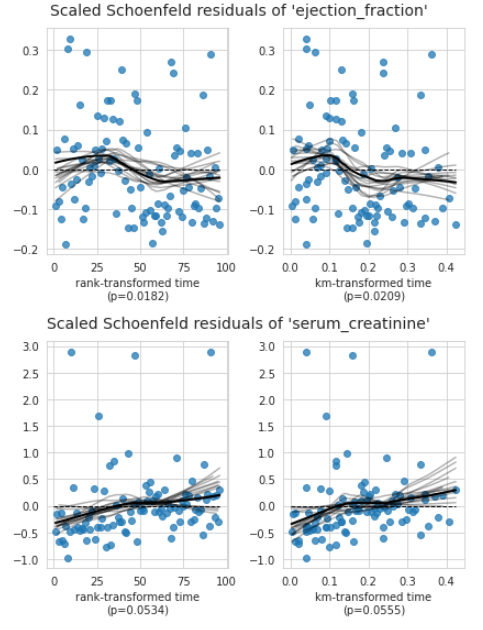 Scaled Schoenfeld residuals of 'ejection_fraction'
0.3
0.2
0.1
0.0
−0.1
−0.2
0 25 50 75 100
rank-transformed time
(p=0.0182)
0.3
0.2
0.1
0.0
−0.1
−0.2
0.0 0.1 0.2 0.3 0.4
km-transformed time
(p=0.0209)
Scaled Schoenfeld residuals of 'serum_creatinine'
3.0
2.5
2.0
1.5
1.0
0.5
0.0
−0.5
−1.0
0 25 50 75 100
rank-transformed time
(p=0.0534)
3.0
2.5
2.0
1.5
1.0
0.5
0.0
−0.5
−1.0
0.0 0.1 0.2 0.3 0.4
km-transformed time
(p=0.0555)